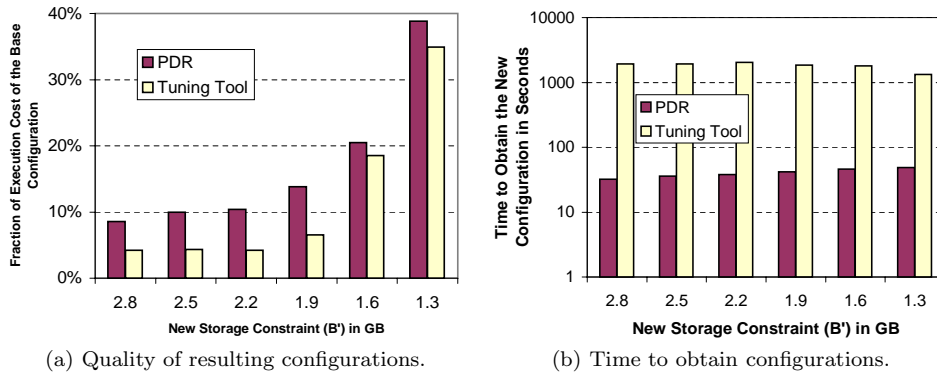 40%
30%
20%
10%
0%
Fraction of Execution Cost of the Base
Configuration
PDR
Tuning Tool
2.8 2.5 2.2 1.9 1.6 1.3
New Storage Constraint (B') in GB
(a) Quality of resulting configurations.
10000
1000
100
10
1
Time to Obtain the New
Configuration in Seconds
PDR
Tuning Tool
2.8 2.5 2.2 1.9 1.6 1.3
New Storage Constraint (B') in GB
(b) Time to obtain configurations.